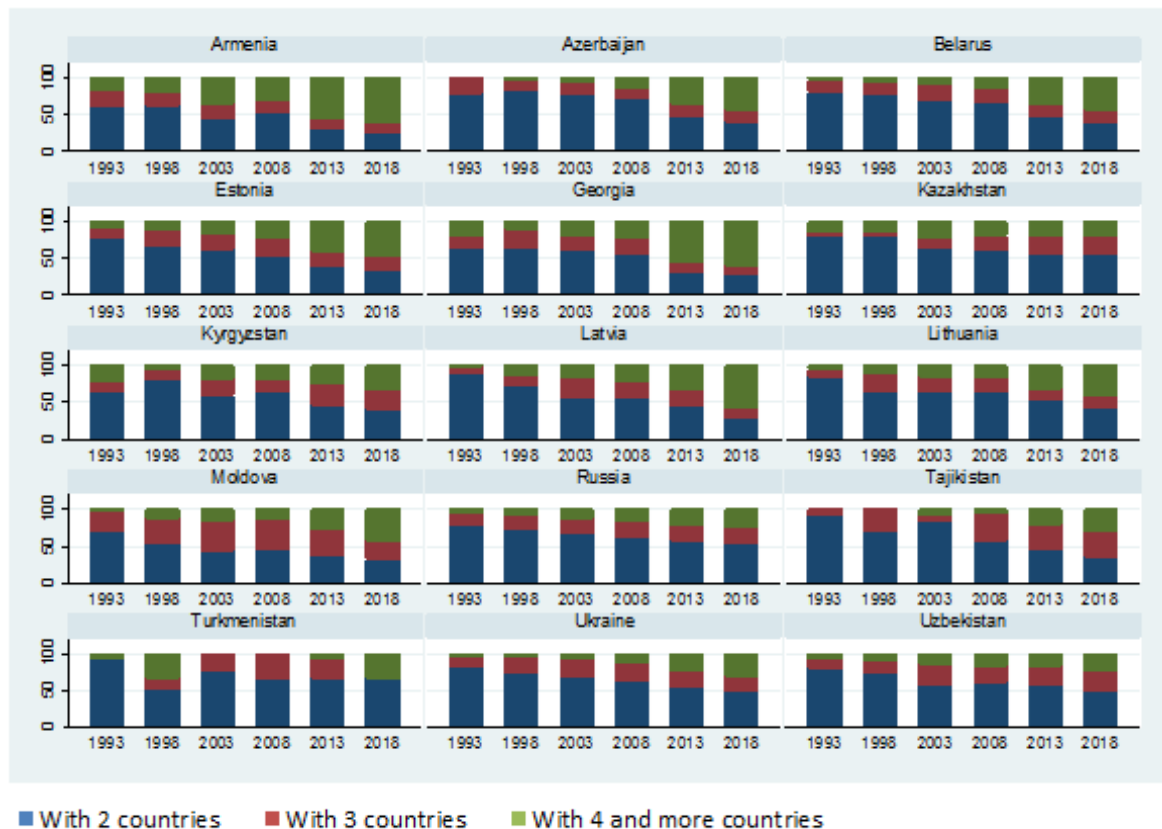 Armenia Azerbaijan Belarus
100
50
0
1993 1998 2003 2008 2013 2018 1993 1998 2003 2008 2013 2018 1993 1998 2003 2008 2013 2018
Estonia Georgia Kazakhstan
100
50
0
1993 1998 2003 2008 2013 2018 1993 1998 2003 2008 2013 2018 1993 1998 2003 2008 2013 2018
Kyrgyzstan Latvia Lithuania
100
50
0
1993 1998 2003 2008 2013 2018 1993 1998 2003 2008 2013 2018 1993 1998 2003 2008 2013 2018
Moldova Russia Tajikistan
100
50
0
1993 1998 2003 2008 2013 2018 1993 1998 2003 2008 2013 2018 1993 1998 2003 2008 2013 2018
Turkmenistan Ukraine Uzbekistan
100
50
0
1993 1998 2003 2008 2013 2018 1993 1998 2003 2008 2013 2018 1993 1998 2003 2008 2013 2018
With 2 countries With 3 countries With 4 and more countries